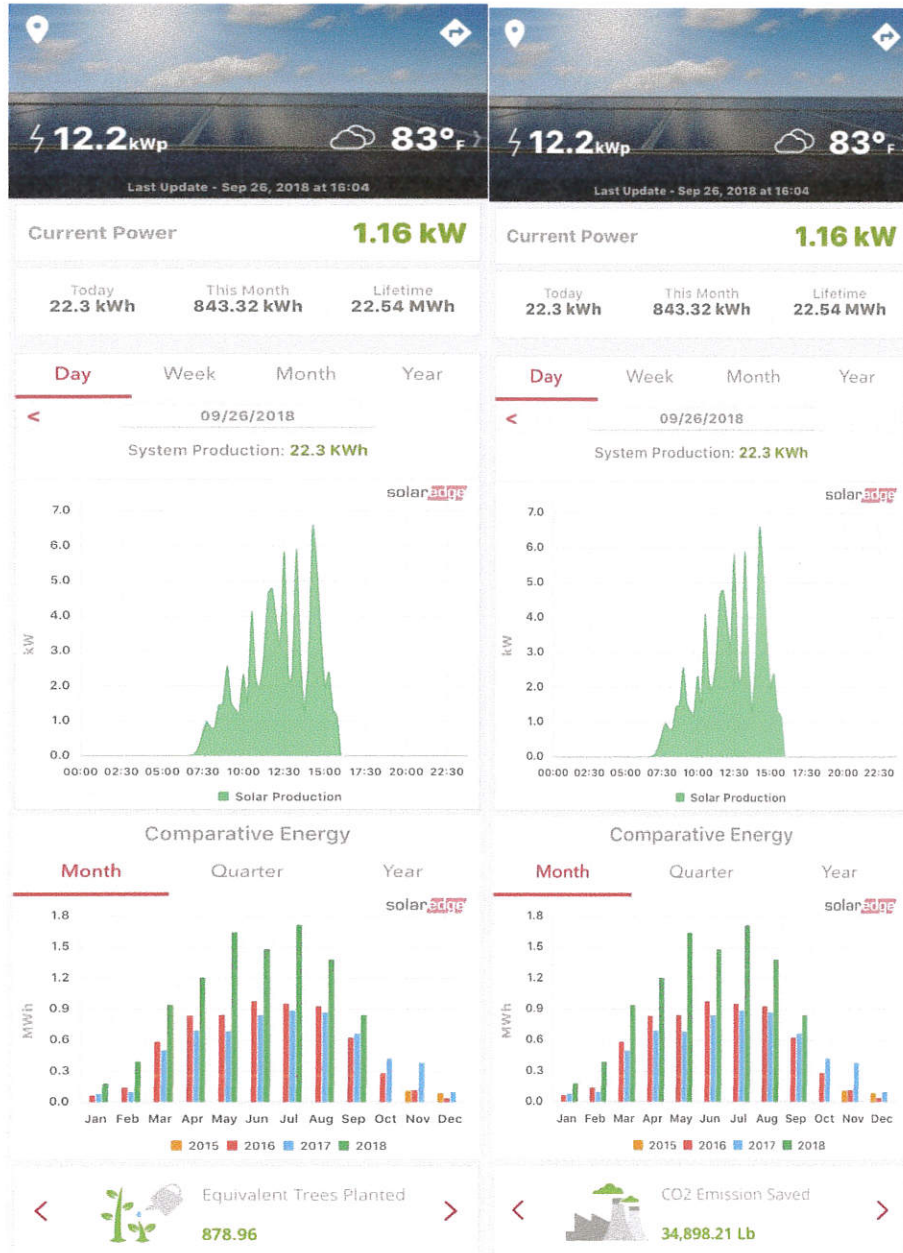 12.2 kWp
83° F
Last Update - Sep 26, 2018 at 16:04
Current Power
1.16 kW
Today
This Month
Lifetime
22.3 kWh
843.32 kWh
22.54 MWh
Day
Week
Month
Year
<
09/26/2018
System Production: 22.3 KWh
solaredge
kW
7.0
6.0
5.0
4.0
3.0
2.0
1.0
0.0
00:00 02:30 05:00 07:30 10:00 12:30 15:00 17:30 20:00 22:30
Solar Production
Comparative Energy
Month
Quarter
Year
solaredge
MWh
1.8
1.5
1.2
0.9
0.6
0.3
0.0
Jan Feb Mar Apr May Jun Jul Aug Sep Oct Nov Dec
2015 2016 2017 2018
Equivalent Trees Planted
878.96
12.2 kWp
83° F
Last Update - Sep 26, 2018 at 16:04
Current Power
1.16 kW
Today
This Month
Lifetime
22.3 kWh
843.32 kWh
22.54 MWh
Day
Week
Month
Year
<
09/26/2018
System Production: 22.3 KWh
solaredge
kW
7.0
6.0
5.0
4.0
3.0
2.0
1.0
0.0
00:00 02:30 05:00 07:30 10:00 12:30 15:00 17:30 20:00 22:30
Solar Production
Comparative Energy
Month
Quarter
Year
solaredge
MWh
1.8
1.5
1.2
0.9
0.6
0.3
0.0
Jan Feb Mar Apr May Jun Jul Aug Sep Oct Nov Dec
2015 2016 2017 2018
CO2 Emission Saved
34,898.21 Lb